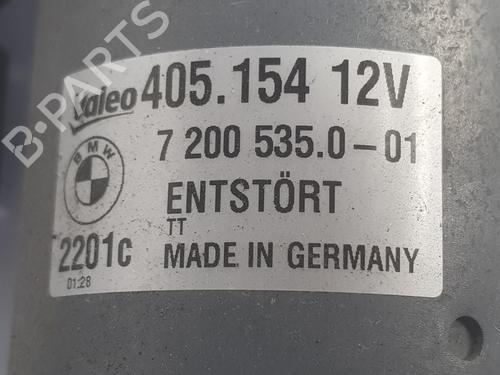 Valeo 405.154 12V
BMW 7 200 535.0-01
ENTSTÖRT
TT
2201c MADE IN GERMANY
01:28
B-PARTS